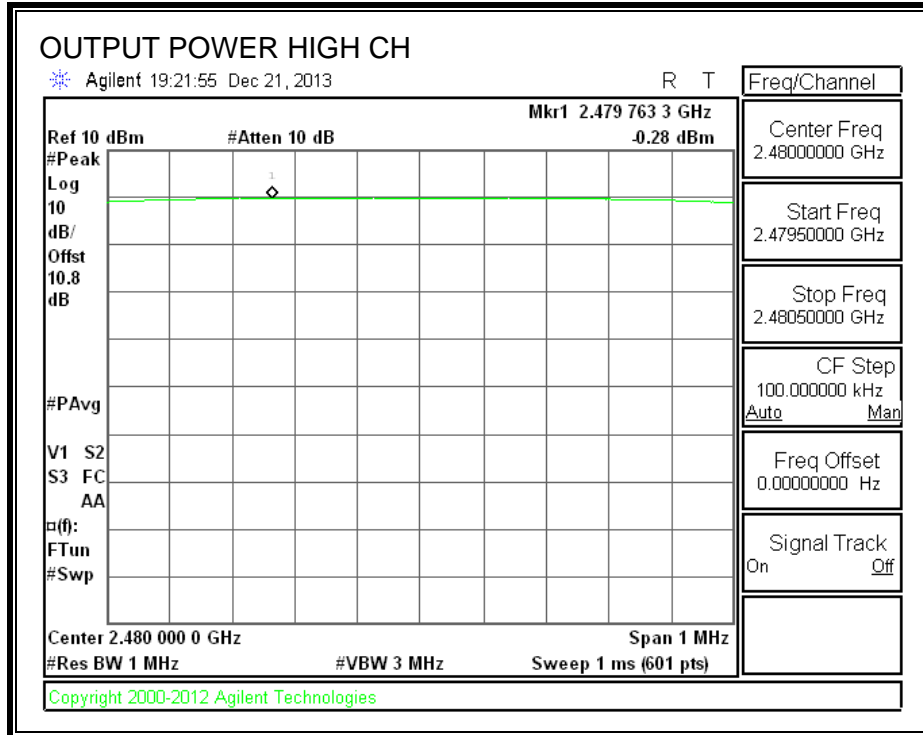 OUTPUT POWER HIGH CH
Agilent 19:21:55 Dec 21, 2013
R T
Mkr1 2.479 763 3 GHz
Ref 10 dBm
#Atten 10 dB
-0.28 dBm
#Peak
Log
10
dB/
Offst
10.8
dB
1
#PAvg
V1 S2
S3 FC
AA
¤(f):
FTun
#Swp
Center 2.480 000 0 GHz
Span 1 MHz
#Res BW 1 MHz
#VBW 3 MHz
Sweep 1 ms (601 pts)
Copyright 2000-2012 Agilent Technologies
Freq/Channel
Center Freq
2.48000000 GHz
Start Freq
2.47950000 GHz
Stop Freq
2.48050000 GHz
CF Step
100.000000 kHz
Auto Man
Freq Offset
0.00000000 Hz
Signal Track
On Off